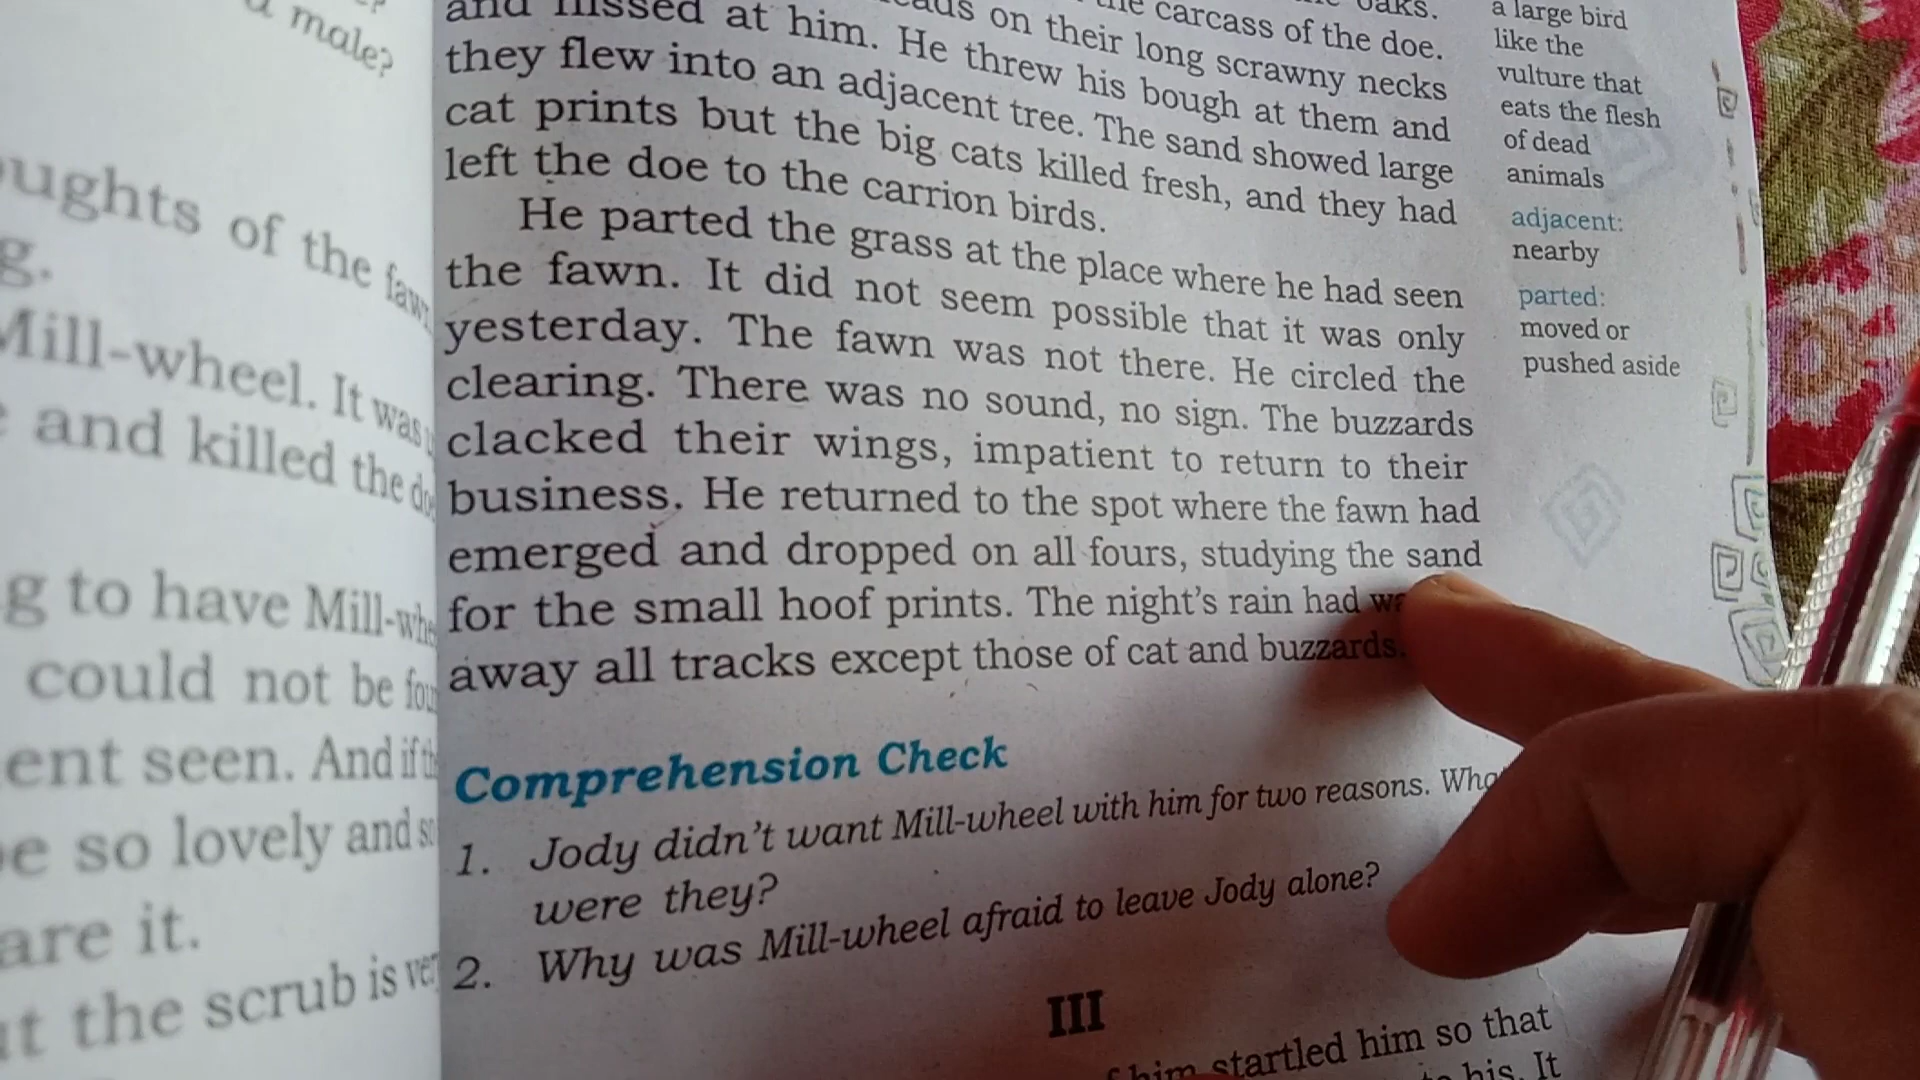 a male?
ughts of the fawn
g.
Mill-wheel. It was
and killed the
g to have Mill-
could not be
ent seen. And if
e so lovely and
are it.
t the scrub is
the carcass of the doe.
and hissed at him. on their long scrawny necks
they flew into an adjacent tree. He threw his bough at them and
cat prints but the big cats killed fresh, The sand showed large
left the doe to the carrion birds. and they had
He parted the grass at the place where he had seen
the fawn. It did not seem possible that it was only
yesterday. The fawn was not there. He circled the
clearing. There was no sound, no sign. The buzzards
clacked their wings, impatient to return to their
business. He returned to the spot where the fawn had
emerged and dropped on all fours, studying the sand
for the small hoof prints. The night's rain had
away all tracks except those of cat and buzzards.
Comprehension Check
1. Jody didn't want Mill-wheel with him for two reasons.
were they?
2. Why was Mill-wheel afraid to leave Jody alone?
III
him startled him so that
his. It
a large bird
like the
vulture that
eats the flesh
of dead
animals
adjacent:
nearby
parted:
moved or
pushed aside